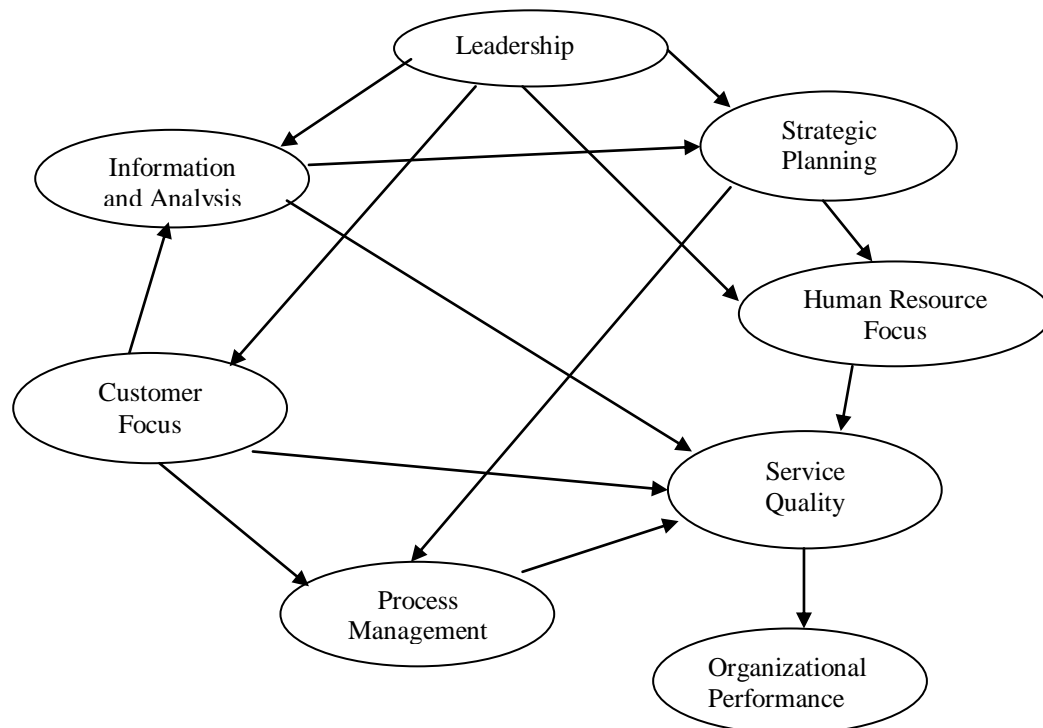 Leadership
Strategic
Planning
Information
and Analysis
Human Resource
Focus
Customer
Focus
Service
Quality
Process
Management
Organizational
Performance